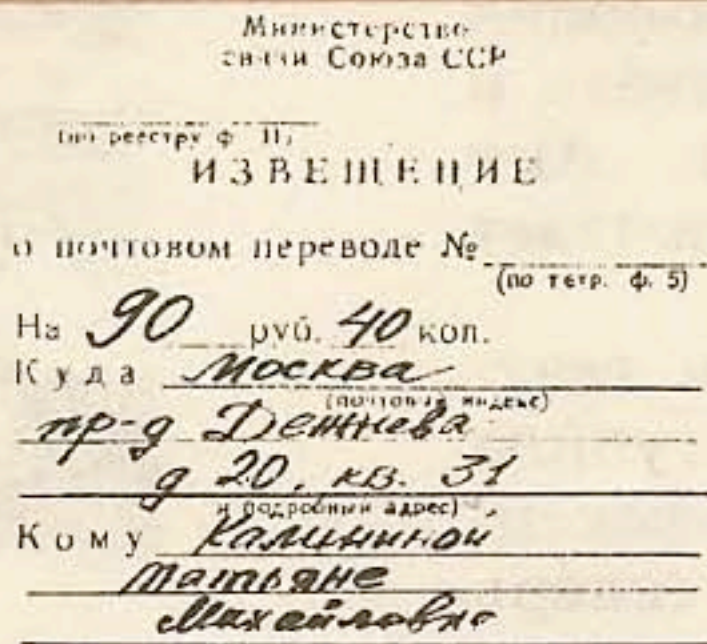 Министерство
связи Союза ССР
(по реестру ф. 11)
ИЗВЕЩЕНИЕ
о почтовом переводе №
(по тетр. ф. 5)
На 90 руб. 40 коп.
Куда Москва
(почтовый индекс)
пр-д Дежнева
д 20, кв. 31
и подробный адрес)
Кому Калининой
Татьяне
Михайловне